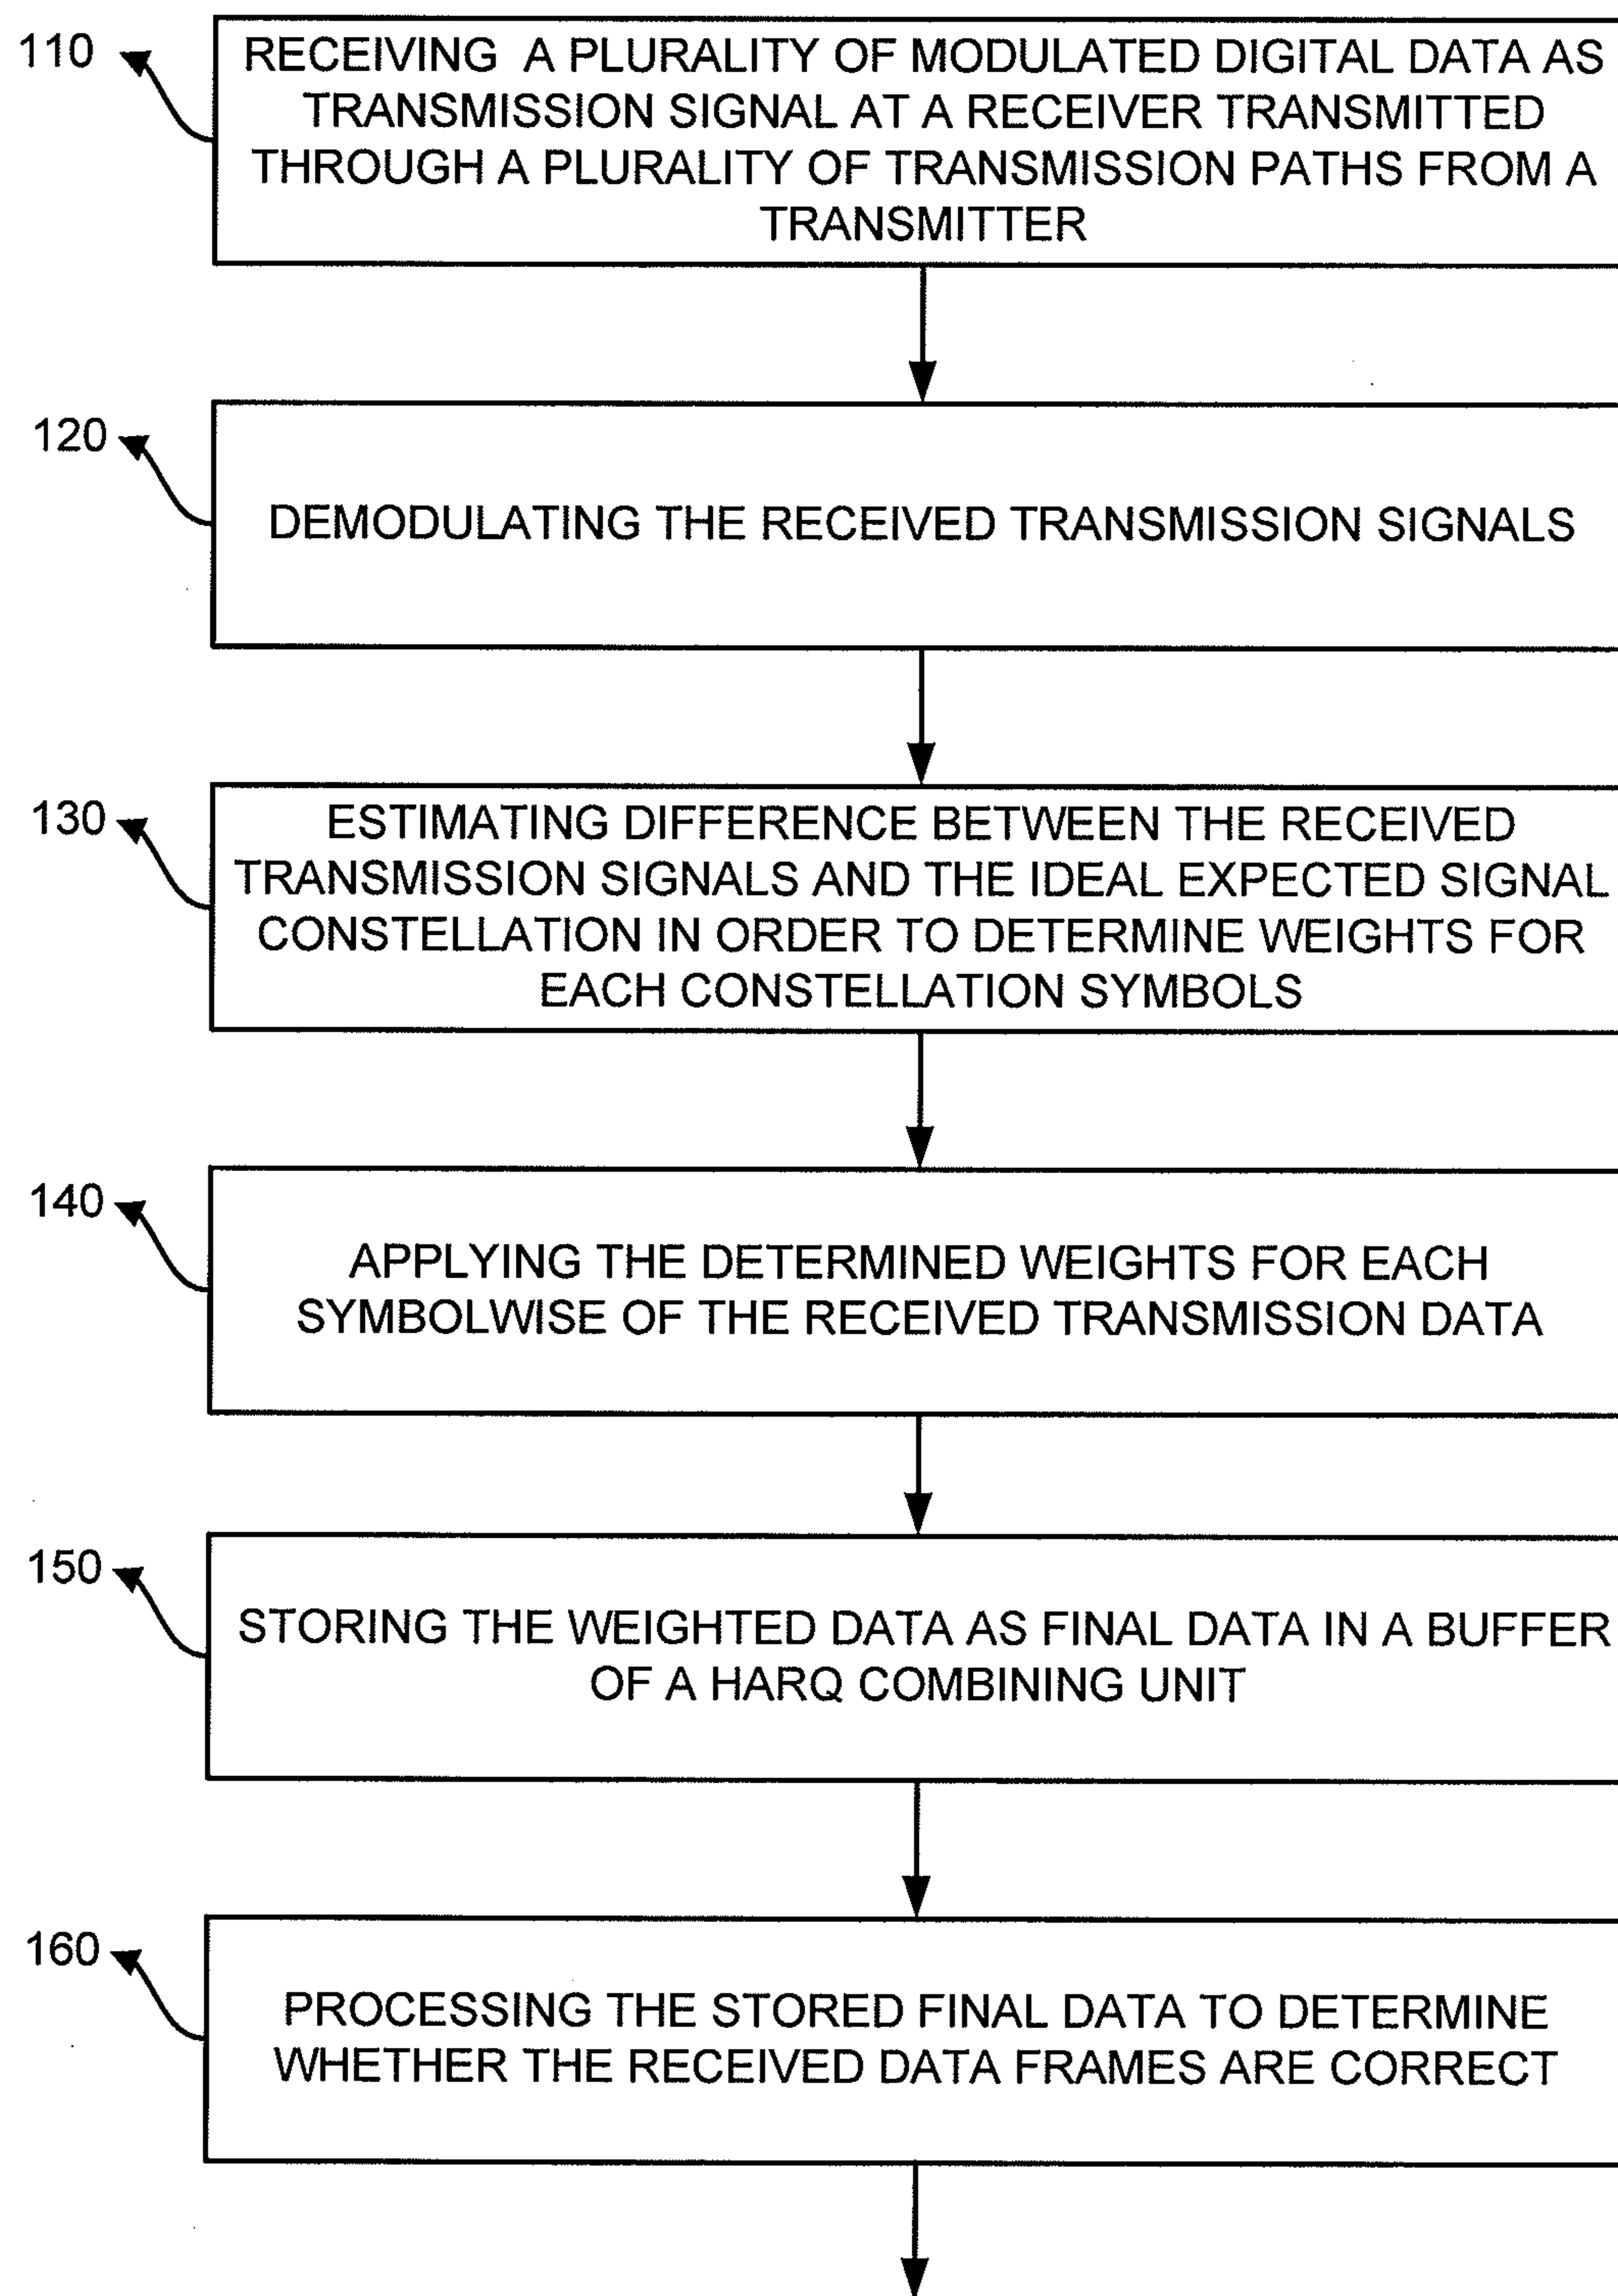 110
RECEIVING A PLURALITY OF MODULATED DIGITAL DATA AS
TRANSMISSION SIGNAL AT A RECEIVER TRANSMITTED
THROUGH A PLURALITY OF TRANSMISSION PATHS FROM A
TRANSMITTER
120
DEMODULATING THE RECEIVED TRANSMISSION SIGNALS
130
ESTIMATING DIFFERENCE BETWEEN THE RECEIVED
TRANSMISSION SIGNALS AND THE IDEAL EXPECTED SIGNAL
CONSTELLATION IN ORDER TO DETERMINE WEIGHTS FOR
EACH CONSTELLATION SYMBOLS
140
APPLYING THE DETERMINED WEIGHTS FOR EACH
SYMBOLWISE OF THE RECEIVED TRANSMISSION DATA
150
STORING THE WEIGHTED DATA AS FINAL DATA IN A BUFFER
OF A HARQ COMBINING UNIT
160
PROCESSING THE STORED FINAL DATA TO DETERMINE
WHETHER THE RECEIVED DATA FRAMES ARE CORRECT